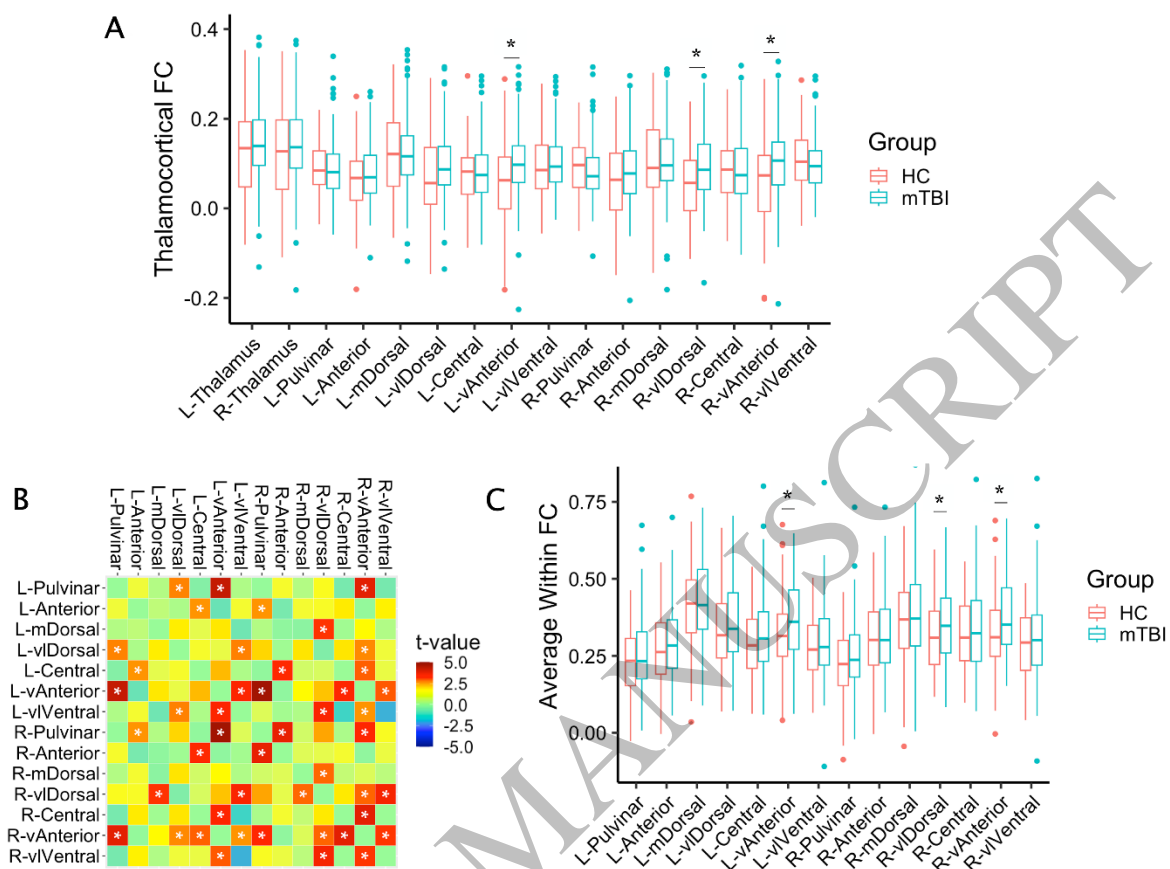 A
Thalamocortical FC
0.4
0.2
0.0
-0.2
* * *
L-Thalamus
R-Thalamus
L-Pulvinar
L-Anterior
L-mDorsal
L-vlDorsal
L-Central
L-vAnterior
L-vlVentral
R-Pulvinar
R-Anterior
R-mDorsal
R-vlDorsal
R-Central
R-vAnterior
R-vlVentral
Group
HC
mTBI
MANUSCRIPT
B
L-Pulvinar
L-Anterior
L-mDorsal
L-vlDorsal
L-Central
L-vAnterior
L-vlVentral
R-Pulvinar
R-Anterior
R-mDorsal
R-vlDorsal
R-Central
R-vAnterior
R-vlVentral
L-Pulvinar
L-Anterior
L-mDorsal
L-vlDorsal
L-Central
L-vAnterior
L-vlVentral
R-Pulvinar
R-Anterior
R-mDorsal
R-vlDorsal
R-Central
R-vAnterior
R-vlVentral
t-value
5.0
2.5
0.0
-2.5
-5.0
C
Average Within FC
0.75
0.50
0.25
0.00
* * *
L-Pulvinar
L-Anterior
L-mDorsal
L-vlDorsal
L-Central
L-vAnterior
L-vlVentral
R-Pulvinar
R-Anterior
R-mDorsal
R-vlDorsal
R-Central
R-vAnterior
R-vlVentral
Group
HC
mTBI